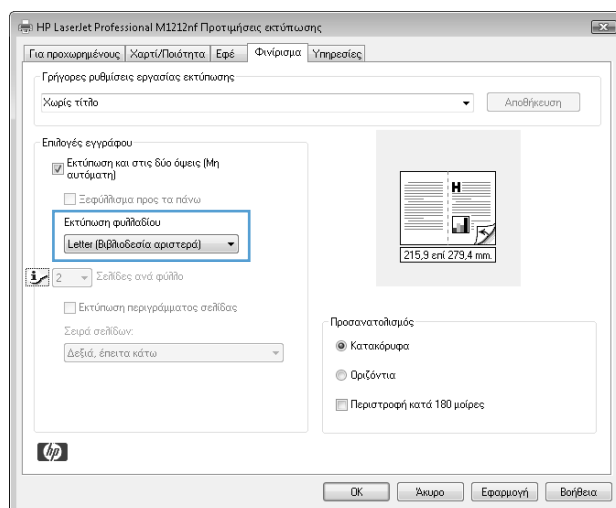 HP LaserJet Professional M1212nf Προτιμήσεις εκτύπωσης
Για προχωρημένους Χαρτί/Ποιότητα Εφέ Φινίρισμα Υπηρεσίες
Γρήγορες ρυθμίσεις εργασίας εκτύπωσης
Χωρίς τίτλο Αποθήκευση
Επιλογές εγγράφου
Εκτύπωση και στις δύο όψεις (Μη
αυτόματη)
Ξεφύλλισμα προς τα πάνω
Εκτύπωση φυλλαδίου
Letter (Βιβλιοδεσία αριστερά)
2 Σελίδες ανά φύλλο
Εκτύπωση περιγράμματος σελίδας
Σειρά σελίδων:
Δεξιά, έπειτα κάτω
H
215,9 επί 279,4 mm.
Προσανατολισμός
Κατακόρυφα
Οριζόντια
Περιστροφή κατά 180 μοίρες
hp
OK Άκυρο Εφαρμογή Βοήθεια